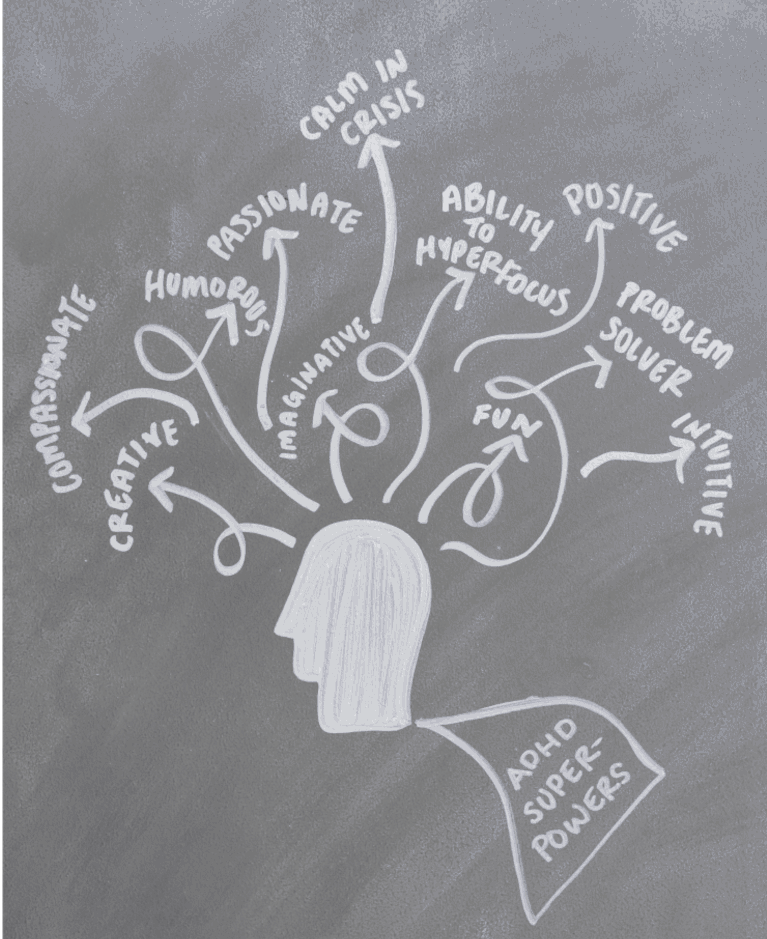 CALM IN
CRISIS
PASSIONATE
ABILITY
TO
HYPERFOCUS
POSITIVE
HUMOROUS
PROBLEM
SOLVER
COMPASSIONATE
IMAGINATIVE
CREATIVE
FUN
INTUITIVE
ADHD
SUPER-
POWERS